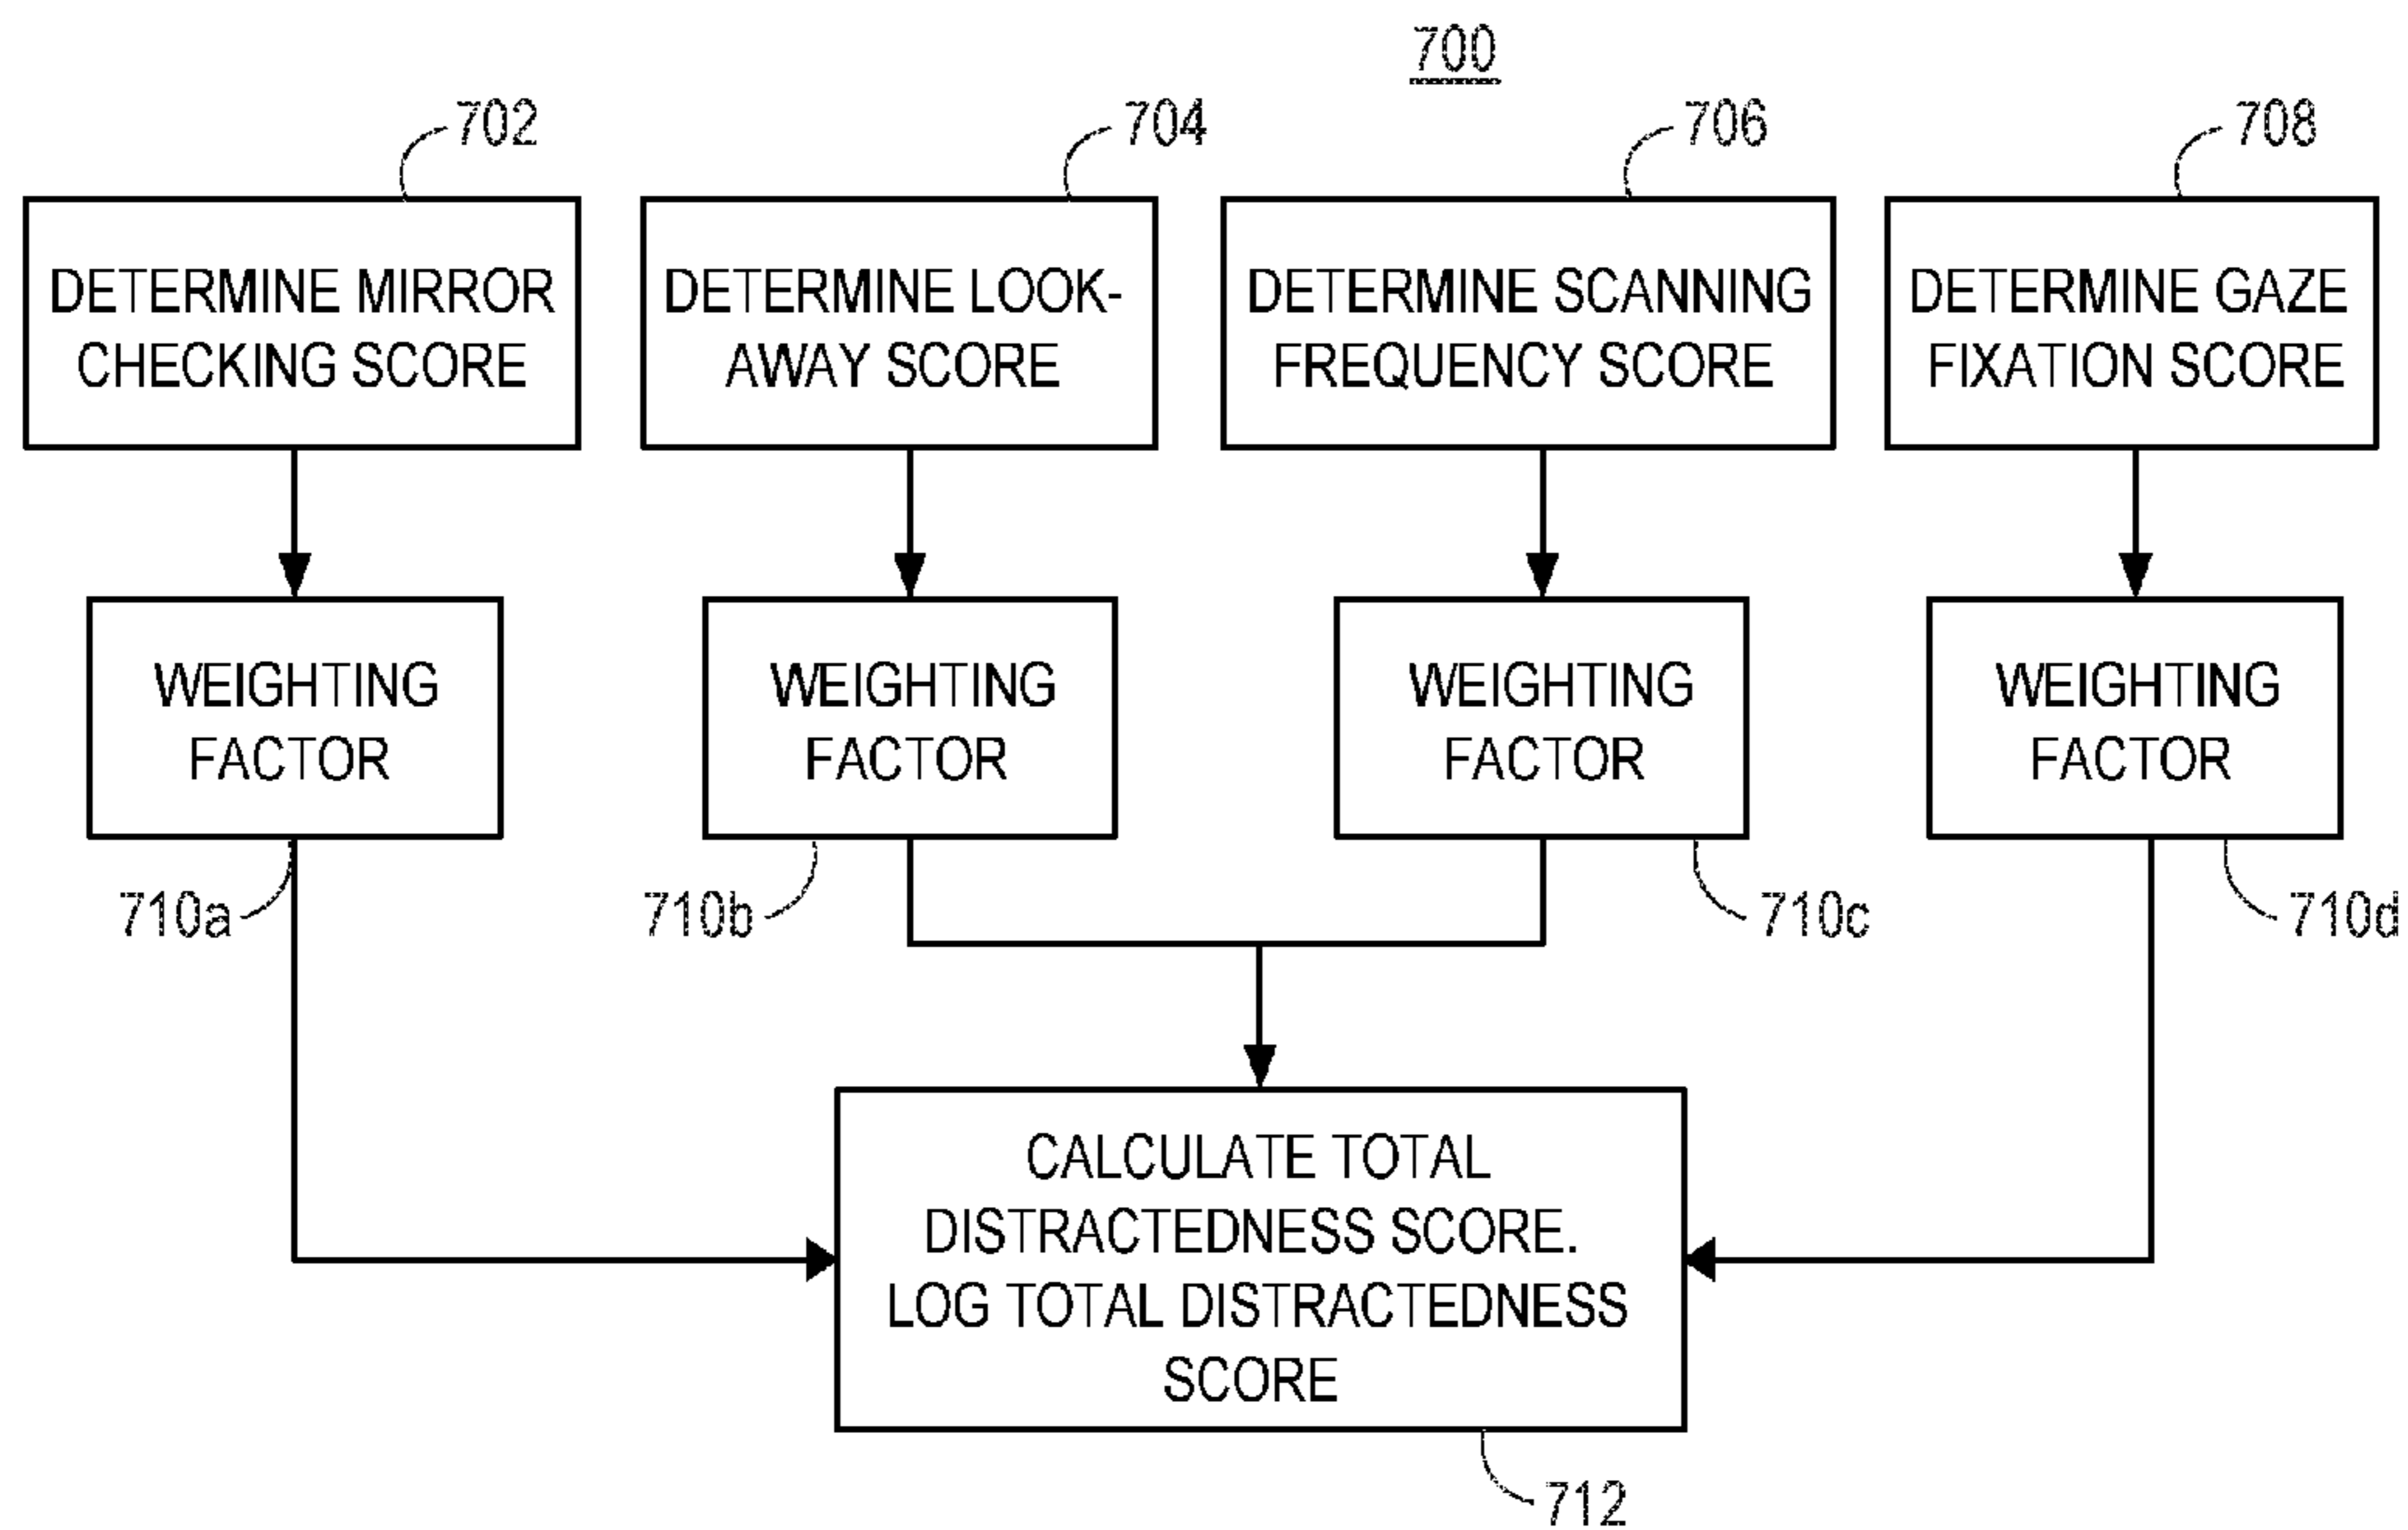 700
702
704
706
708
DETERMINE MIRROR
CHECKING SCORE
DETERMINE LOOK-
AWAY SCORE
DETERMINE SCANNING
FREQUENCY SCORE
DETERMINE GAZE
FIXATION SCORE
WEIGHTING
FACTOR
WEIGHTING
FACTOR
WEIGHTING
FACTOR
WEIGHTING
FACTOR
710a
710b
710c
710d
CALCULATE TOTAL
DISTRACTEDNESS SCORE.
LOG TOTAL DISTRACTEDNESS
SCORE
712